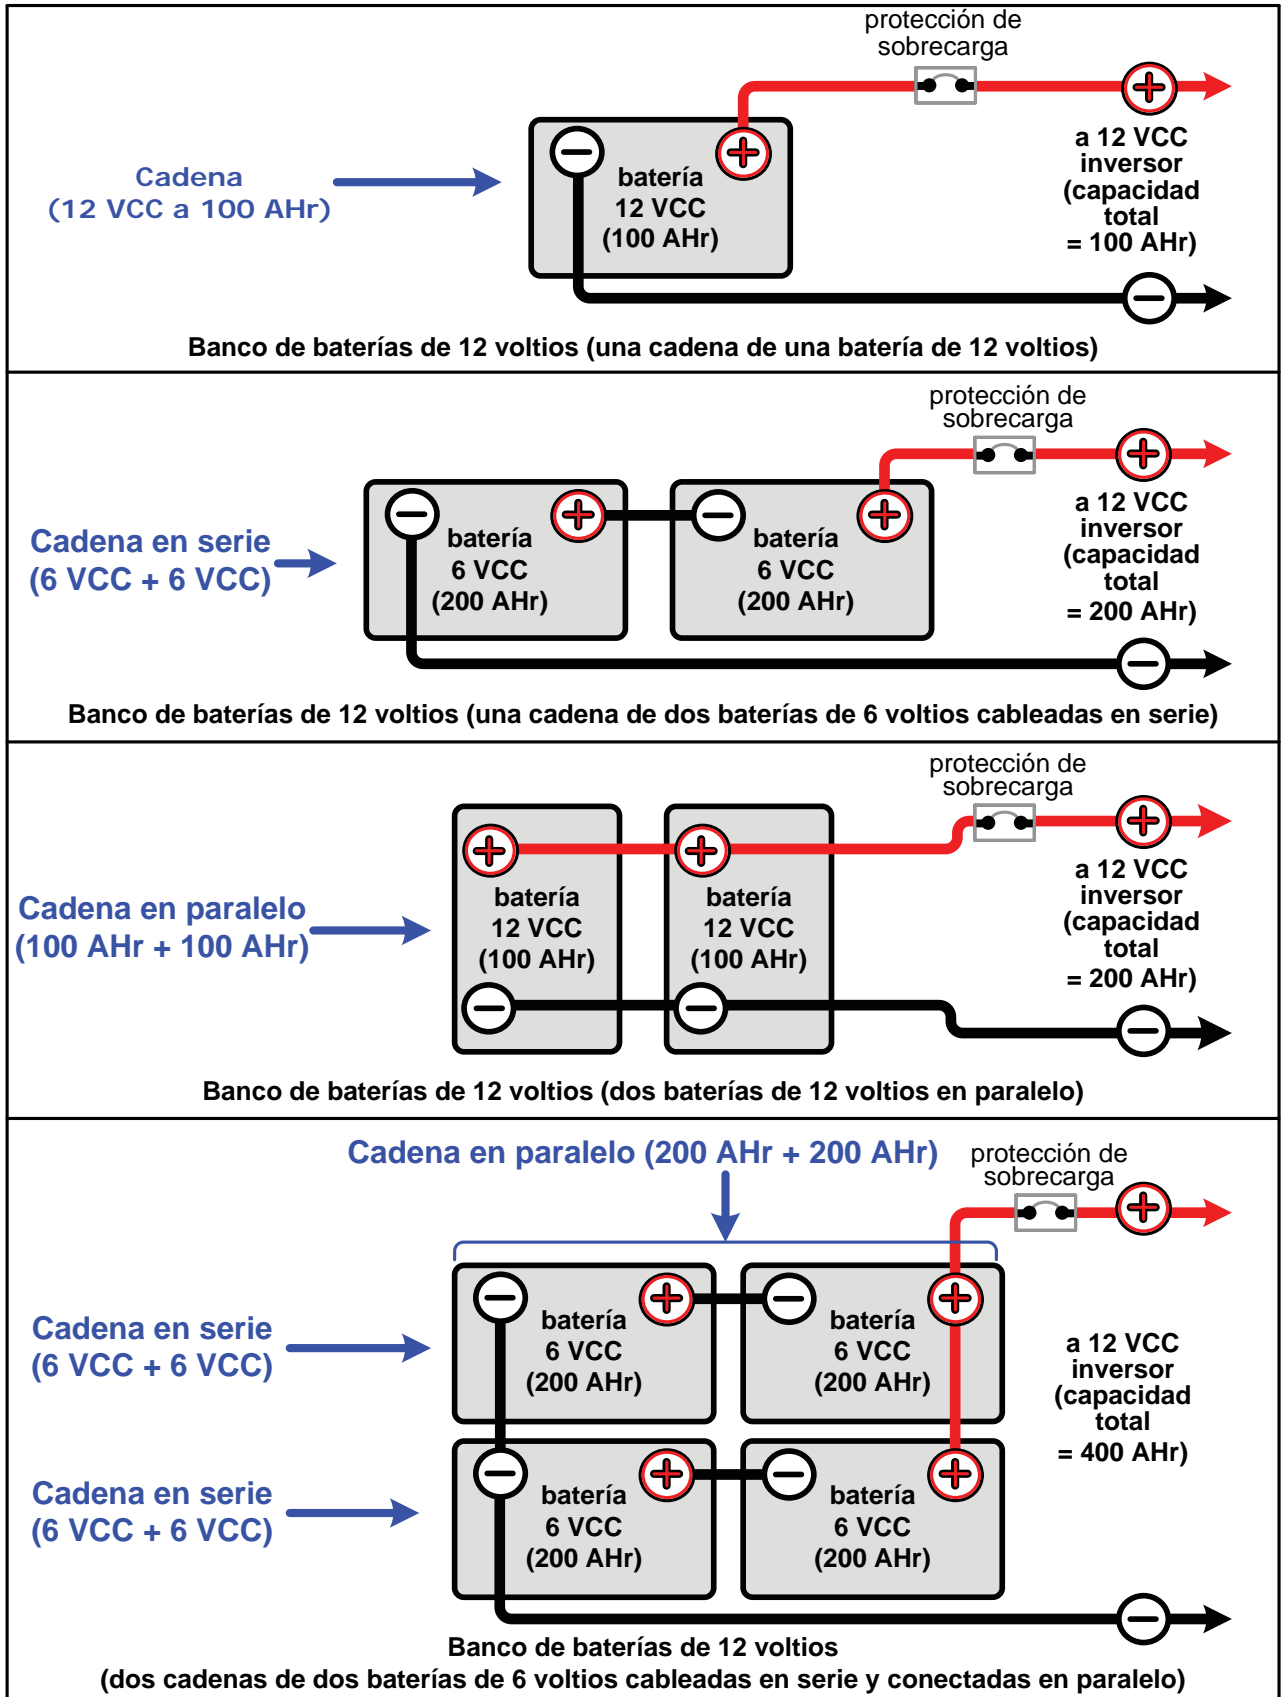 protección de
sobrecarga
a 12 VCC
inversor
(capacidad
total
= 100 AHr)
Cadena
(12 VCC a 100 AHr)
batería
12 VCC
(100 AHr)
Banco de baterías de 12 voltios (una cadena de una batería de 12 voltios)
protección de
sobrecarga
a 12 VCC
inversor
(capacidad
total
= 200 AHr)
Cadena en serie
(6 VCC + 6 VCC)
batería
6 VCC
(200 AHr)
batería
6 VCC
(200 AHr)
Banco de baterías de 12 voltios (una cadena de dos baterías de 6 voltios cableadas en serie)
protección de
sobrecarga
a 12 VCC
inversor
(capacidad
total
= 200 AHr)
Cadena en paralelo
(100 AHr + 100 AHr)
batería
12 VCC
(100 AHr)
batería
12 VCC
(100 AHr)
Banco de baterías de 12 voltios (dos baterías de 12 voltios en paralelo)
Cadena en paralelo (200 AHr + 200 AHr)
protección de
sobrecarga
Cadena en serie
(6 VCC + 6 VCC)
batería
6 VCC
(200 AHr)
batería
6 VCC
(200 AHr)
a 12 VCC
inversor
(capacidad
total
= 400 AHr)
Cadena en serie
(6 VCC + 6 VCC)
batería
6 VCC
(200 AHr)
batería
6 VCC
(200 AHr)
Banco de baterías de 12 voltios
(dos cadenas de dos baterías de 6 voltios cableadas en serie y conectadas en paralelo)